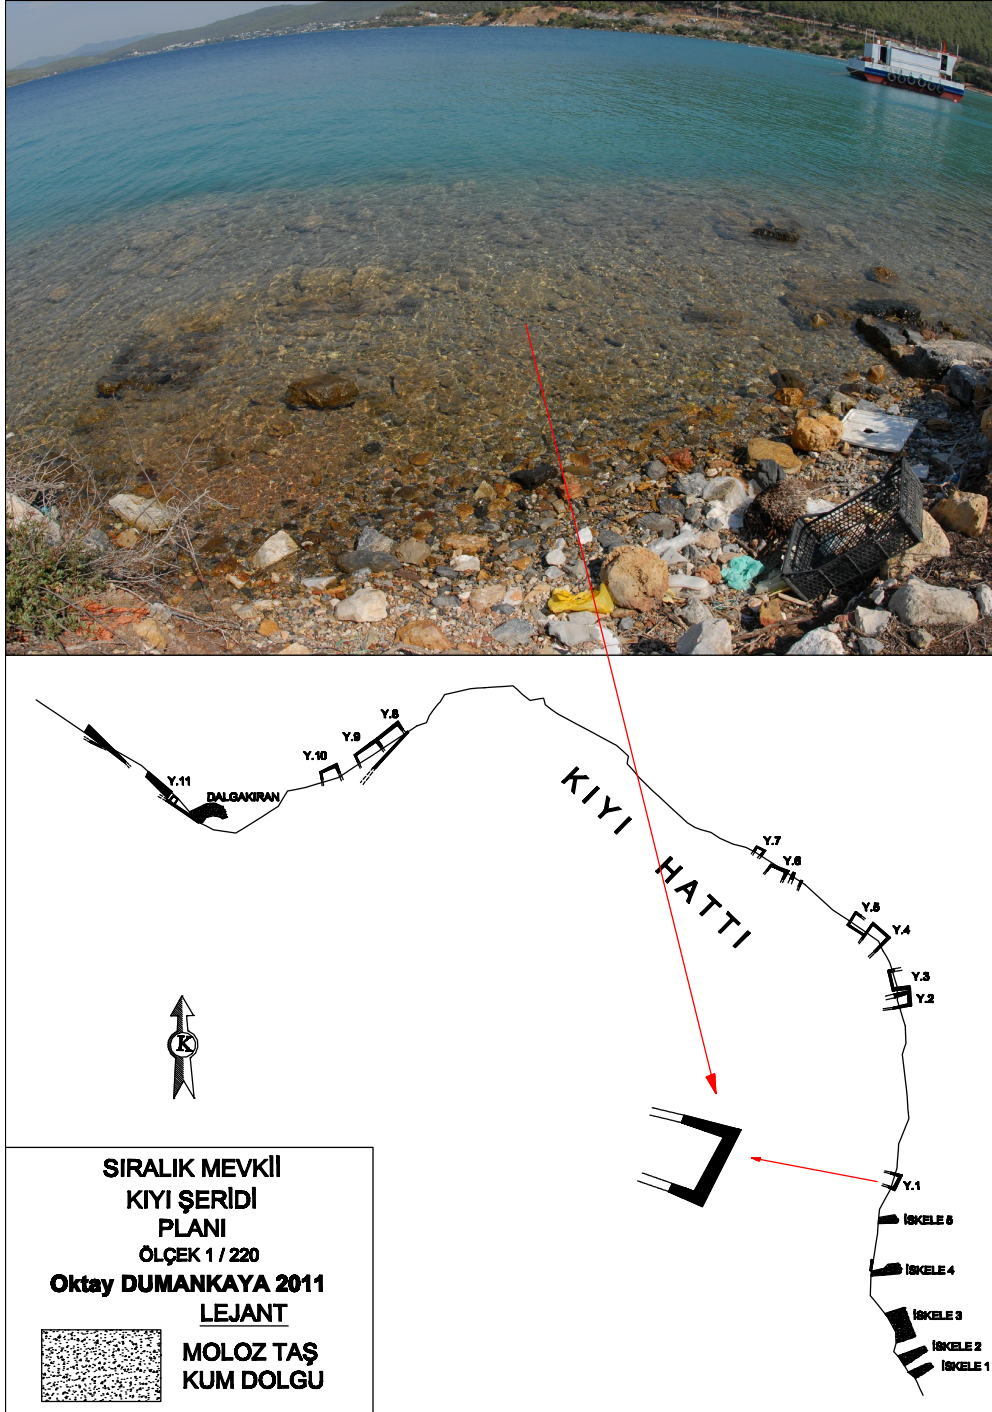 Y.8
Y.9
Y.10
Y.11
DALGAKIRAN
KIYI HATTI
Y.7
Y.6
Y.5
Y.4
Y.3
Y.2
K
Y.1
İSKELE 5
İSKELE 4
İSKELE 3
İSKELE 2
İSKELE 1
SIRALIK MEVKİİ
KIYI ŞERİDİ
PLANI
ÖLÇEK 1 / 220
Oktay DUMANKAYA 2011
LEJANT
MOLOZ TAŞ
KUM DOLGU